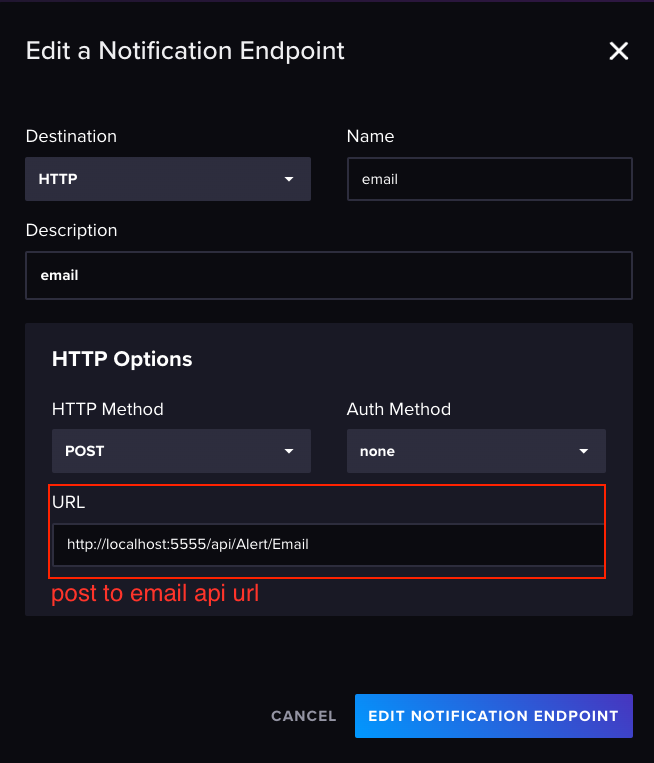 Edit a Notification Endpoint
Destination
Name
HTTP
email
Description
email
HTTP Options
HTTP Method
Auth Method
POST
none
URL
http://localhost:5555/api/Alert/Email
post to email api url
CANCEL
EDIT NOTIFICATION ENDPOINT